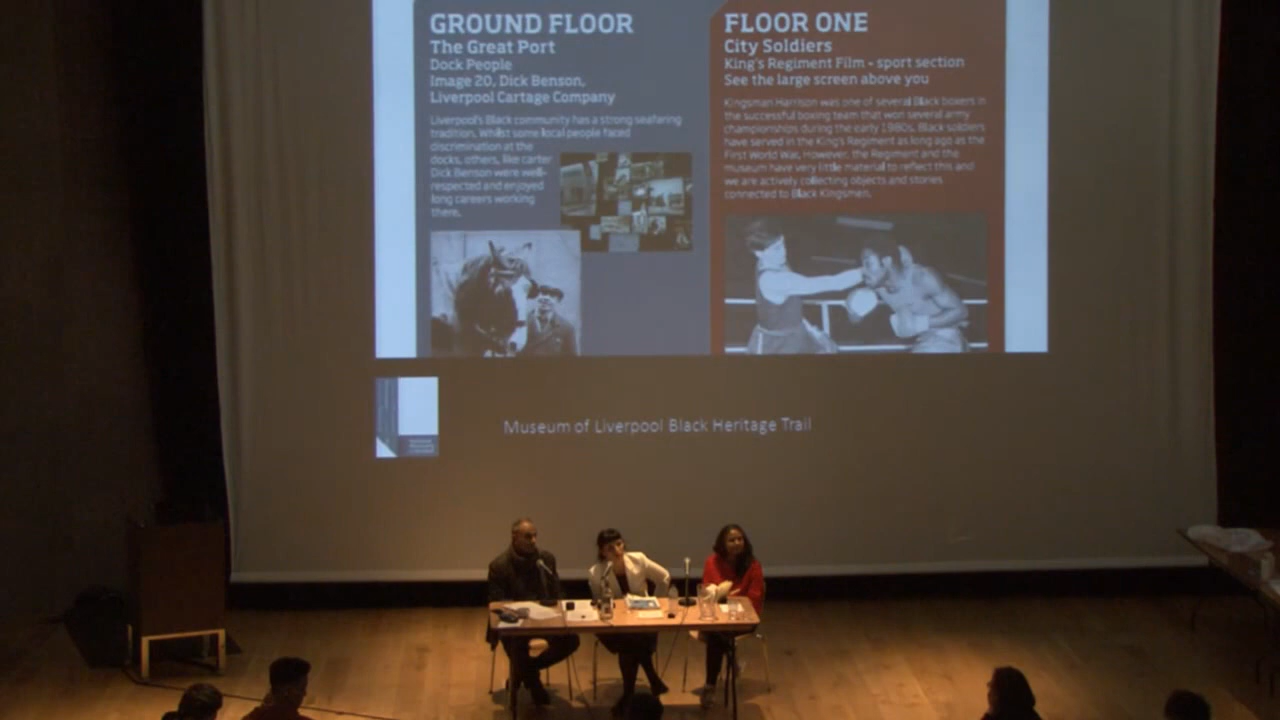 GROUND FLOOR
The Great Port
Dock People
Image 20, Dick Benson,
Liverpool Cartage Company
Liverpool's Black community has a strong seafaring
tradition. Whilst some local people faced
discrimination at the
docks, others, like carter
Dick Benson were well-
respected and enjoyed
long careers working
there.
FLOOR ONE
City Soldiers
King's Regiment Film - sport section
See the large screen above you
Kingsman Harrison was one of several Black boxers in
the successful boxing team that won several army
championships during the early 1980s. Black soldiers
have served in the King's Regiment as long ago as the
First World War. However, the Regiment and the
museum have very little material to reflect this and
we are actively collecting objects and stories
connected to Black Kingsmen.
Museum of Liverpool Black Heritage Trail